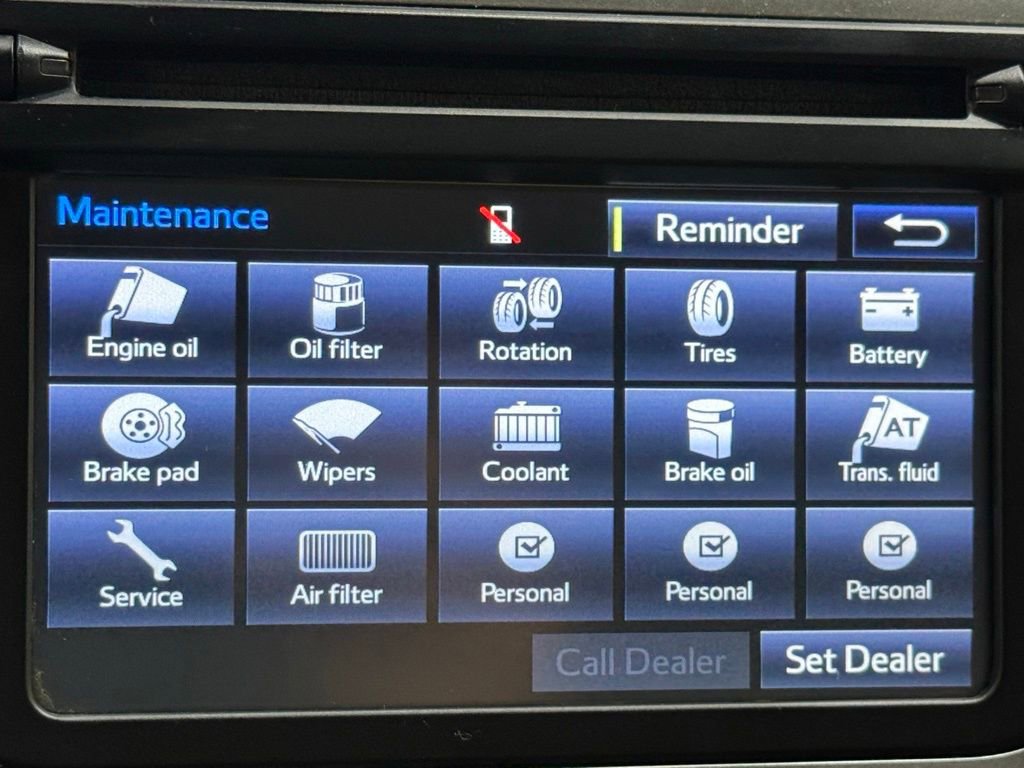 Maintenance
Reminder
Engine oil
Oil filter
Rotation
Tires
Battery
Brake pad
Wipers
Coolant
Brake oil
AT
Trans. fluid
Service
Air filter
Personal
Personal
Personal
Call Dealer
Set Dealer